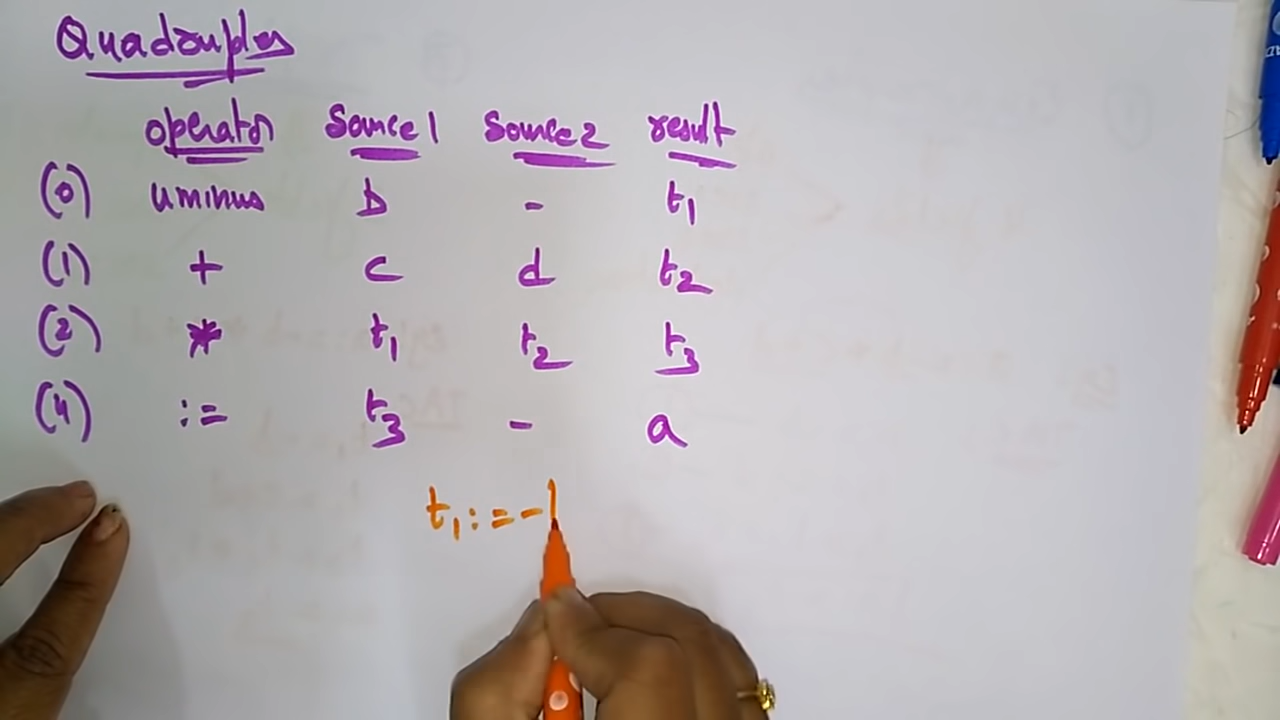 Quadruples
operator source1 source2 result
(0) uminus b - t1
(1) + c d t2
(2) * t1 t2 t3
(4) := t3 - a
t1 := -